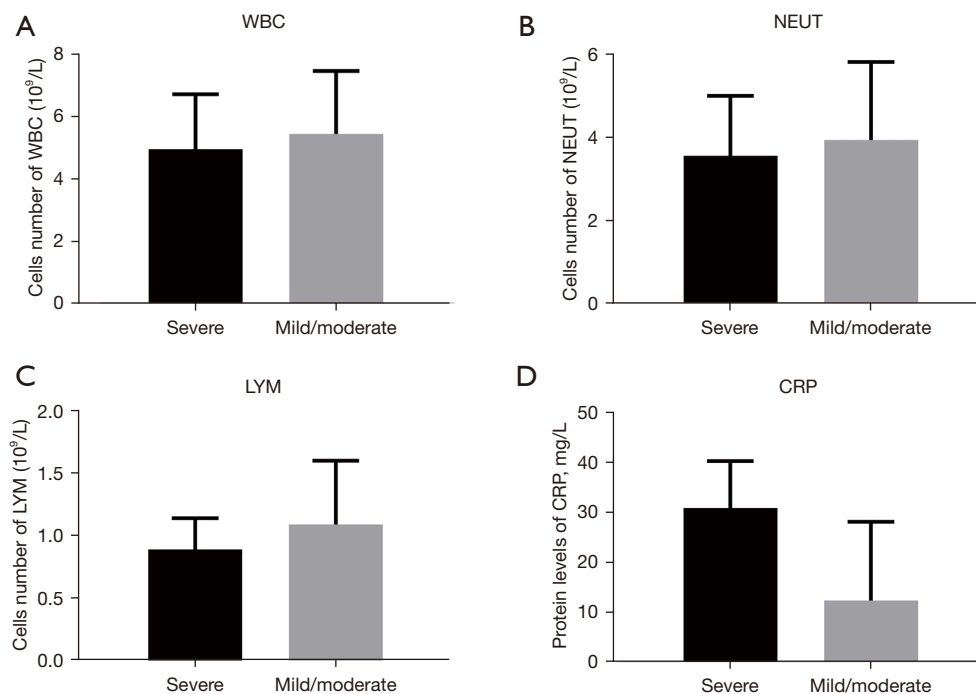 A
WBC
Cells number of WBC (10⁹/L)
8
6
4
2
0
Severe
Mild/moderate
B
NEUT
Cells number of NEUT (10⁹/L)
6
4
2
0
Severe
Mild/moderate
C
LYM
Cells number of LYM (10⁹/L)
2.0
1.5
1.0
0.5
0.0
Severe
Mild/moderate
D
CRP
Protein levels of CRP, mg/L
50
40
30
20
10
0
Severe
Mild/moderate